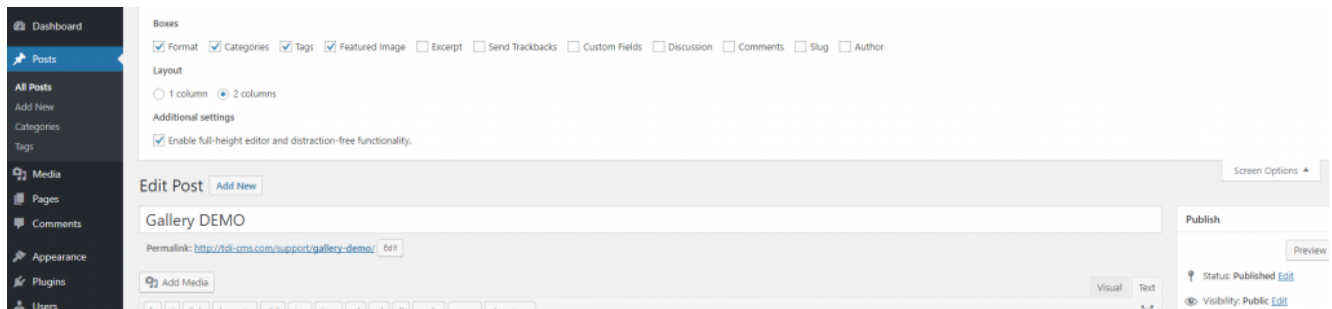 Dashboard
Posts
All Posts
Add New
Categories
Tags
Media
Pages
Comments
Appearance
Plugins
Users
Boxes
Format Categories Tags Featured Image Excerpt Send Trackbacks Custom Fields Discussion Comments Slug Author
Layout
1 column 2 columns
Additional settings
Enable full-height editor and distraction-free functionality.
Screen Options
Edit Post Add New
Gallery DEMO
Permalink: http://tdi-cms.com/support/gallery-demo/ Edit
Add Media
Visual Text
Publish
Preview
Status: Published Edit
Visibility: Public Edit